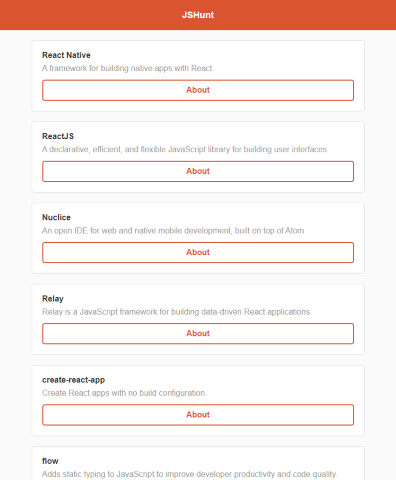 JSHunt
React Native
A framework for building native apps with React.
About
ReactJS
A declarative, efficient, and flexible JavaScript library for building user interfaces
About
Nuclice
An open IDE for web and native mobile development, built on top of Atom
About
Relay
Relay is a JavaScript framework for building data-driven React applications.
About
create-react-app
Create React apps with no build configuration.
About
flow
Adds static typing to JavaScript to improve developer productivity and code quality.